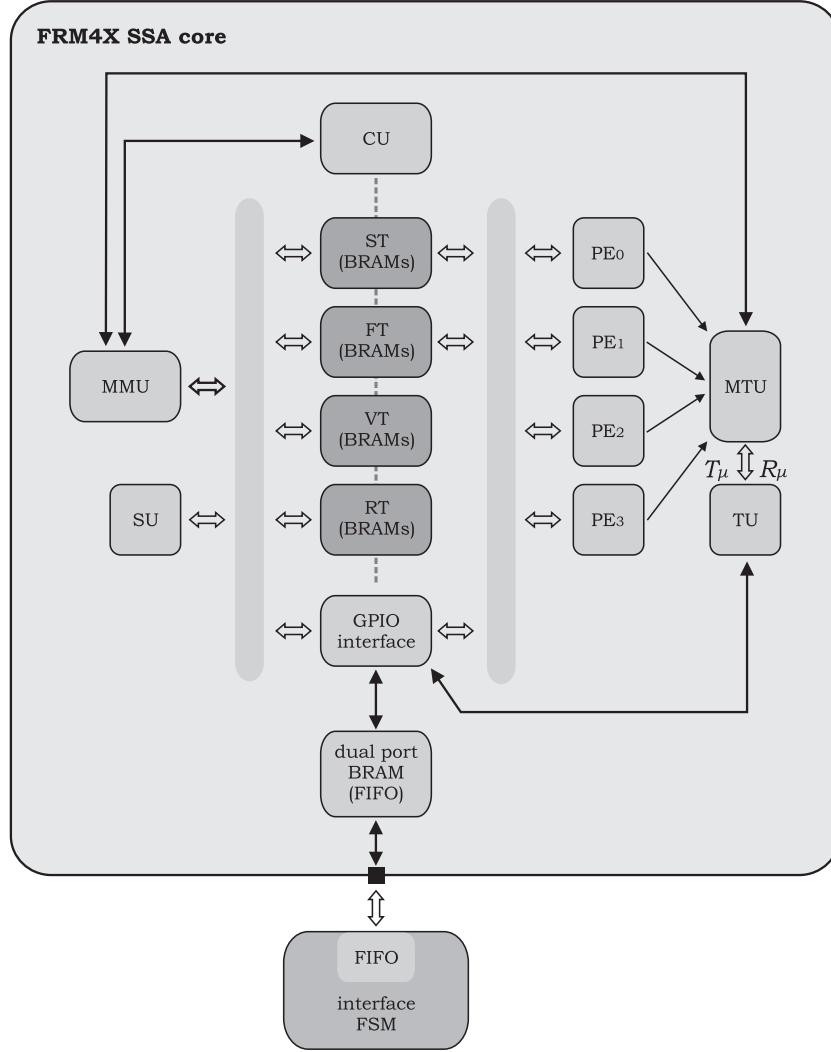 FRM4X SSA core
CU
ST
(BRAMs)
PE0
FT
(BRAMs)
PE1
MMU
MTU
VT
(BRAMs)
PE2
Tμ
Rμ
SU
RT
(BRAMs)
PE3
TU
GPIO
interface
dual port
BRAM
(FIFO)
FIFO
interface
FSM